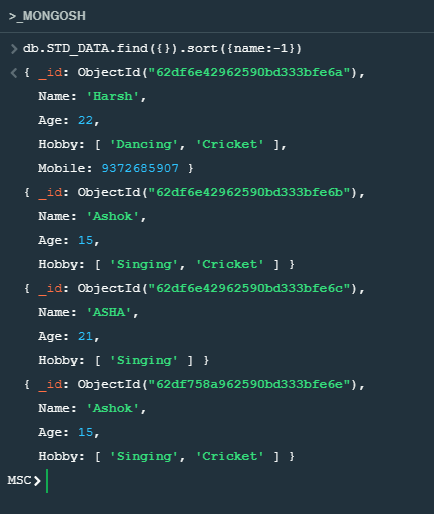 >_MONGOSH
> db.STD_DATA.find({}).sort({name:-1})
< { _id: ObjectId("62df6e42962590bd333bfe6a"),
Name: 'Harsh',
Age: 22,
Hobby: [ 'Dancing', 'Cricket' ],
Mobile: 9372685907 }
{ _id: ObjectId("62df6e42962590bd333bfe6b"),
Name: 'Ashok',
Age: 15,
Hobby: [ 'Singing', 'Cricket' ] }
{ _id: ObjectId("62df6e42962590bd333bfe6c"),
Name: 'ASHA',
Age: 21,
Hobby: [ 'Singing' ] }
{ _id: ObjectId("62df758a962590bd333bfe6e"),
Name: 'Ashok',
Age: 15,
Hobby: [ 'Singing', 'Cricket' ] }
MSC>